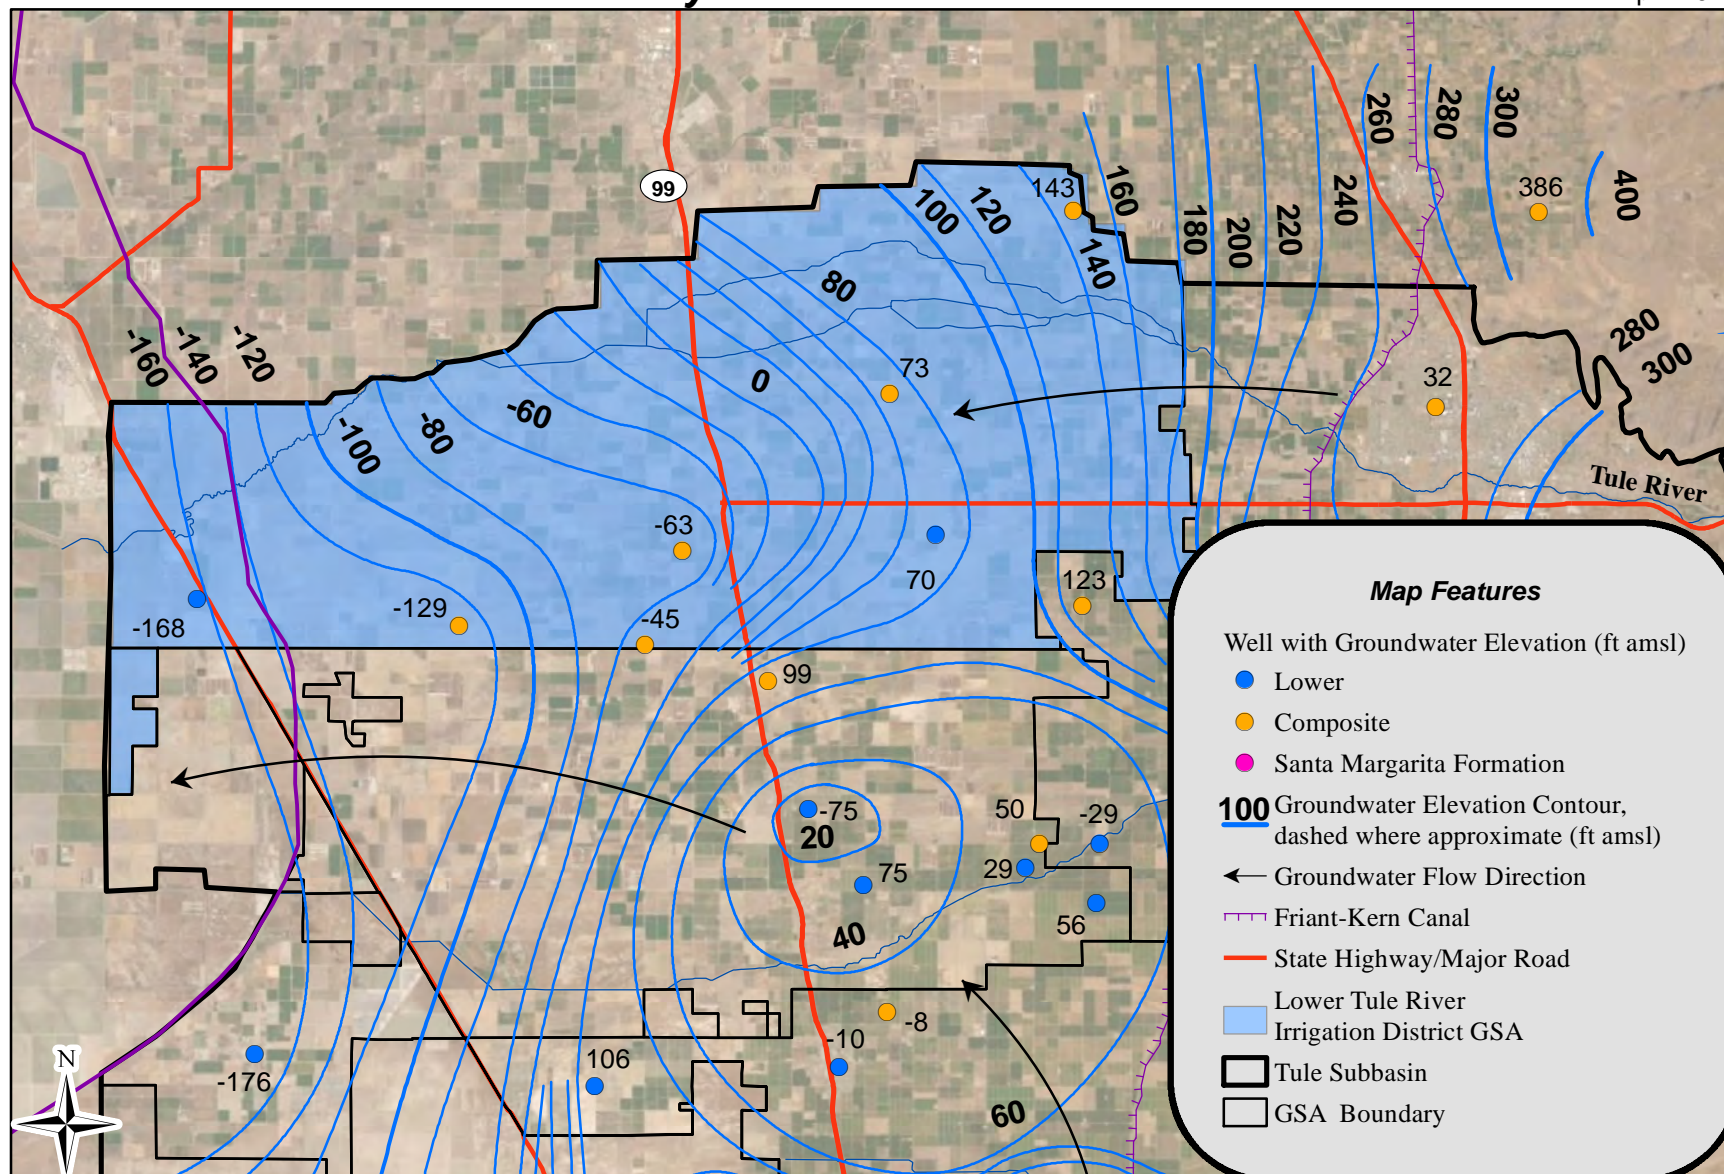 99
143
160
180
200
220
240
260
280
300
386
400
100
120
140
80
73
0
32
280
300
Tule River
-160
-140
-120
-100
-80
-60
-63
70
123
-168
-129
-45
99
-75
20
75
50
-29
29
56
40
-8
-10
106
-176
60
N
Map Features
Well with Groundwater Elevation (ft amsl)
Lower
Composite
Santa Margarita Formation
100 Groundwater Elevation Contour,
dashed where approximate (ft amsl)
Groundwater Flow Direction
Friant-Kern Canal
State Highway/Major Road
Lower Tule River
Irrigation District GSA
Tule Subbasin
GSA Boundary